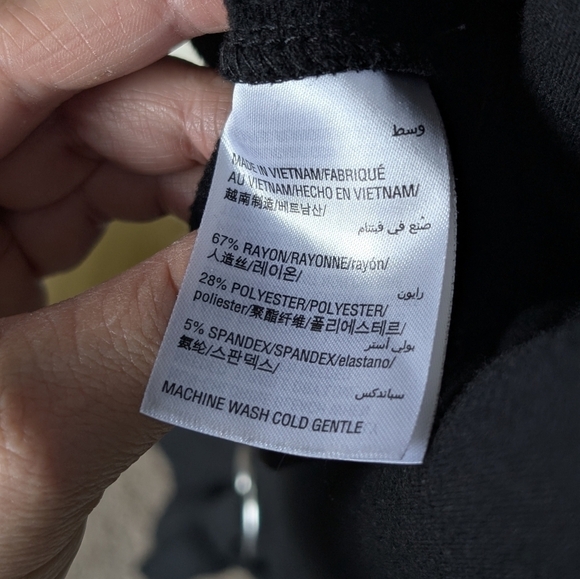 وسط
MADE IN VIETNAM/FABRIQUÉ
AU VIETNAM/HECHO EN VIETNAM/
越南制造/베트남산/
صُنع في فيتنام
67% RAYON/RAYONNE/rayón/
人造丝/레이온/
رايون
28% POLYESTER/POLYESTER/
poliester/聚酯纤维/폴리에스테르/
بولي أستر
5% SPANDEX/SPANDEX/elastano/
氨纶/스판덱스/
سباندكس
MACHINE WASH COLD GENTLE